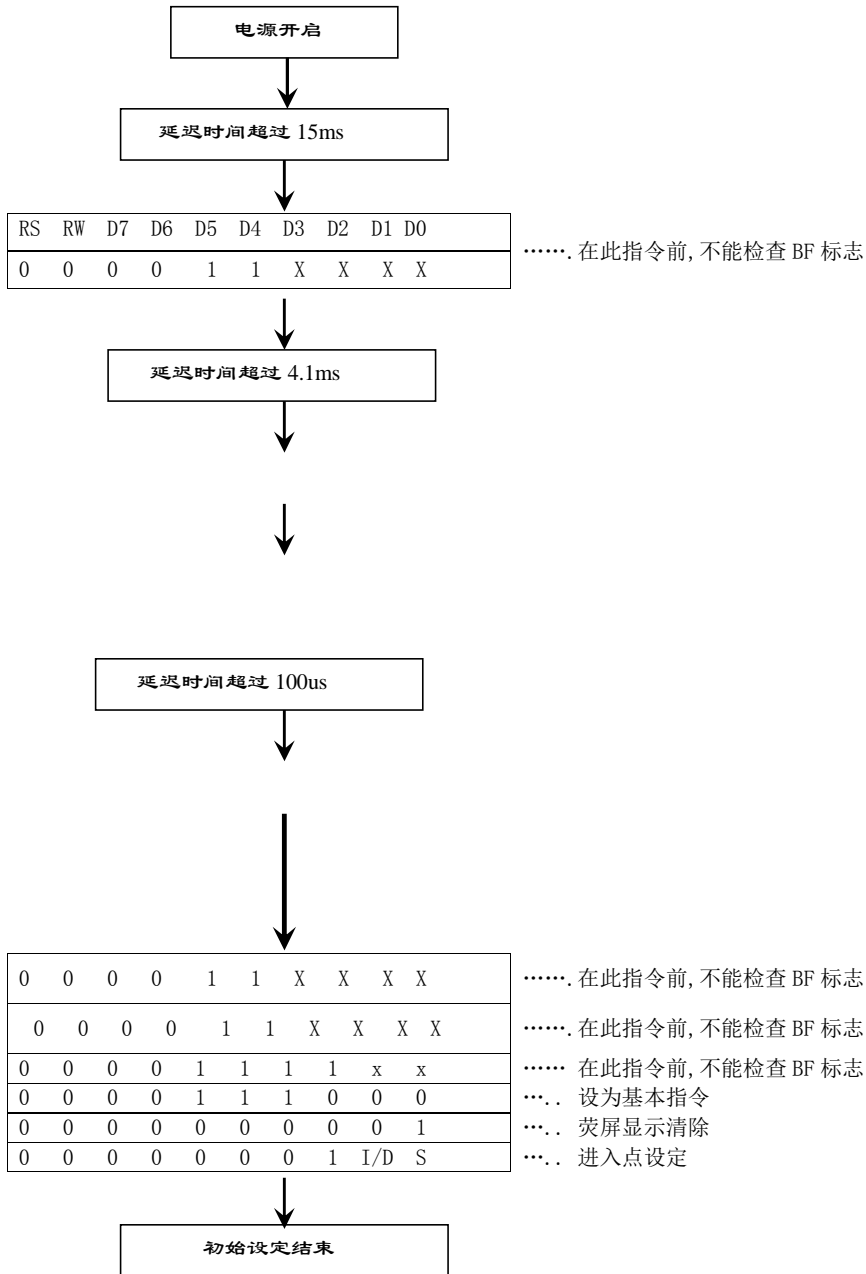 电源开启
延迟时间超过 15ms
RS RW D7 D6 D5 D4 D3 D2 D1 D0
0 0 0 0 1 1 X X X X …….在此指令前,不能检查 BF 标志
延迟时间超过 4.1ms
延迟时间超过 100us
0 0 0 0 1 1 X X X X …….在此指令前,不能检查 BF 标志
0 0 0 0 1 1 X X X X …….在此指令前,不能检查 BF 标志
0 0 0 0 1 1 1 1 x x …… 在此指令前,不能检查 BF 标志
0 0 0 0 1 1 1 0 0 0 ….. 设为基本指令
0 0 0 0 0 0 0 0 0 1 ….. 荧屏显示清除
0 0 0 0 0 0 0 1 I/D S ….. 进入点设定
初始设定结束